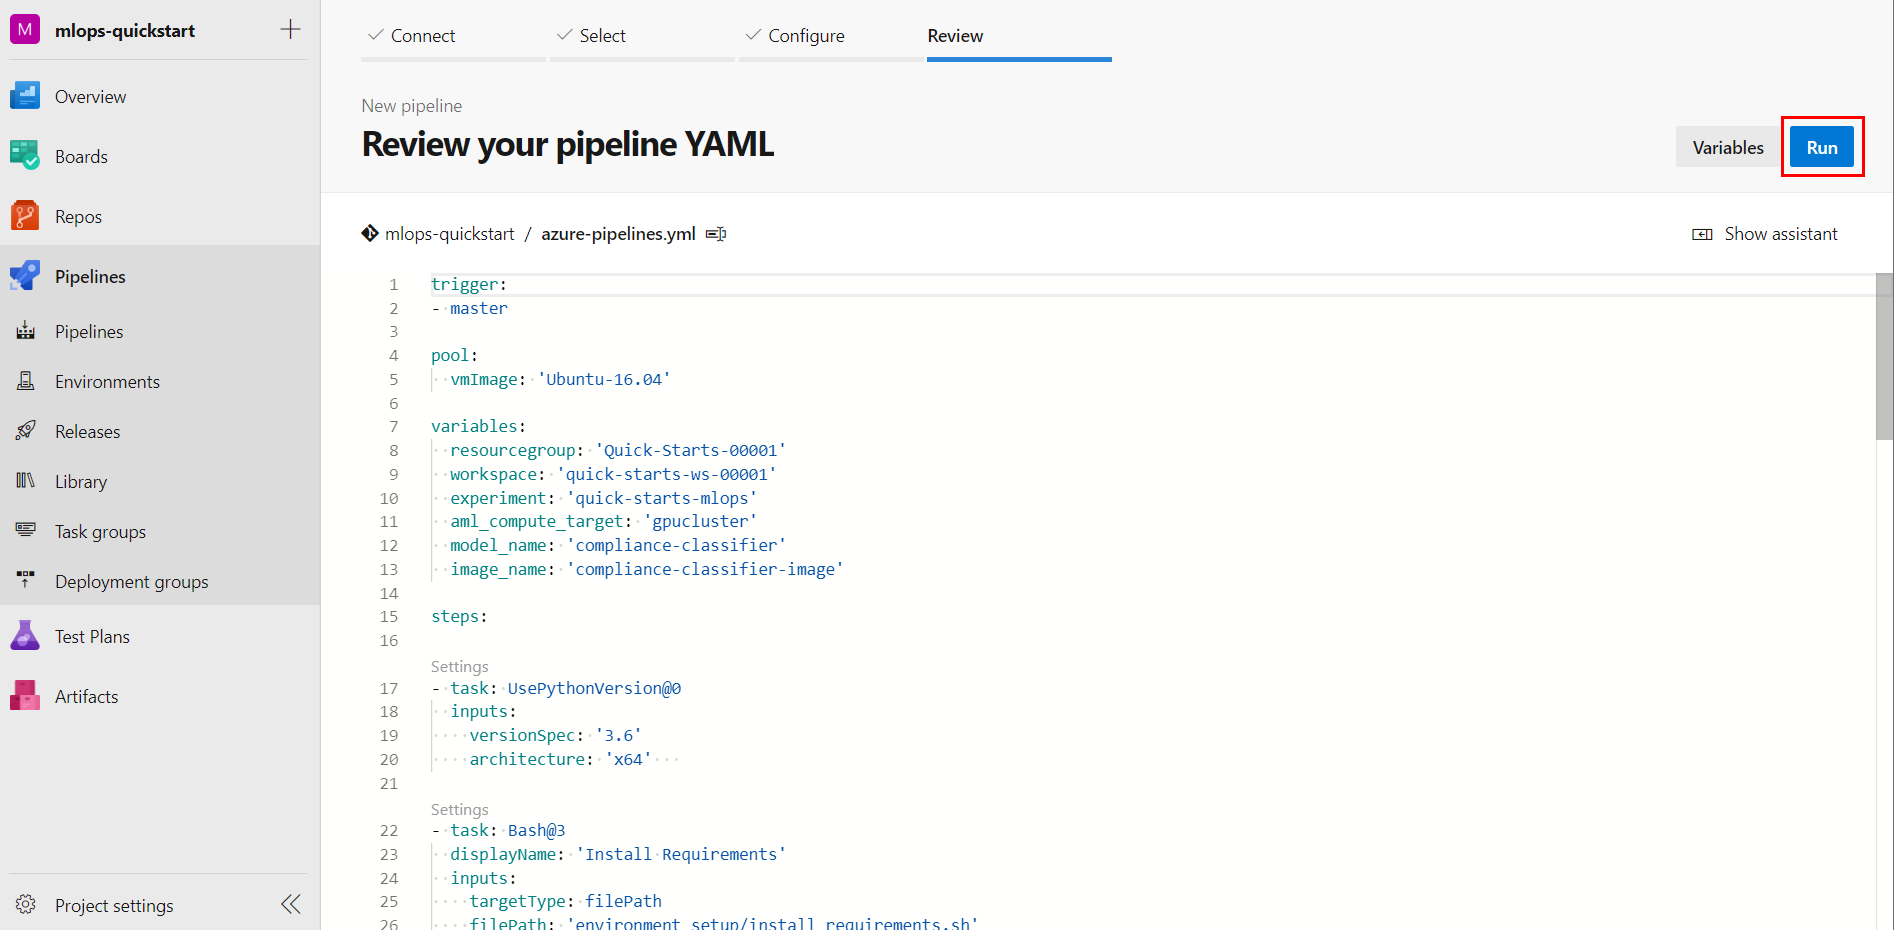 M mlops-quickstart
Overview
Boards
Repos
Pipelines
Pipelines
Environments
Releases
Library
Task groups
Deployment groups
Test Plans
Artifacts
Project settings
Connect Select Configure Review
New pipeline
Review your pipeline YAML
Variables Run
mlops-quickstart / azure-pipelines.yml
Show assistant
1 trigger:
2 - master
3
4 pool:
5 vmImage: 'Ubuntu-16.04'
6
7 variables:
8 resourcegroup: 'Quick-Starts-00001'
9 workspace: 'quick-starts-ws-00001'
10 experiment: 'quick-starts-mlops'
11 aml_compute_target: 'gpucluster'
12 model_name: 'compliance-classifier'
13 image_name: 'compliance-classifier-image'
14
15 steps:
16
Settings
17 - task: UsePythonVersion@0
18 inputs:
19 versionSpec: '3.6'
20 architecture: 'x64'
21
Settings
22 - task: Bash@3
23 displayName: 'Install Requirements'
24 inputs:
25 targetType: filePath
26 filePath: 'environment_setup/install_requirements.sh'